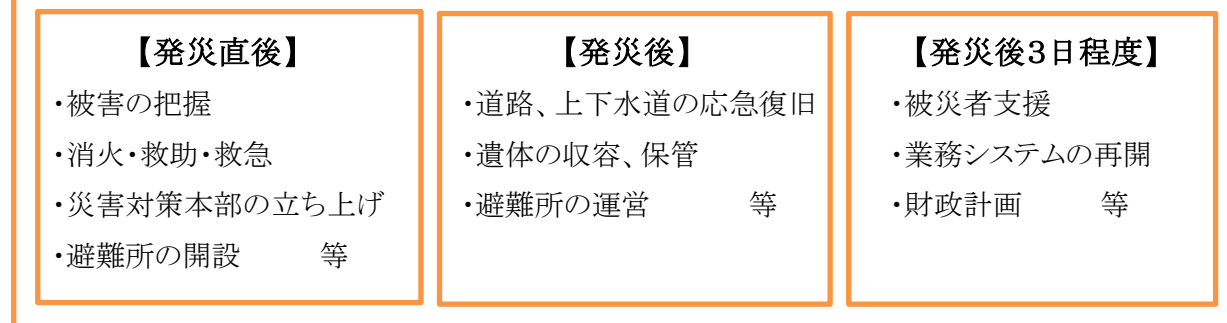 【発災直後】
・被害の把握
・消火・救助・救急
・災害対策本部の立ち上げ
・避難所の開設　　　等
【発災後】
・道路、上下水道の応急復旧
・遺体の収容、保管
・避難所の運営　　　　等
【発災後3日程度】
・被災者支援
・業務システムの再開
・財政計画　　　等